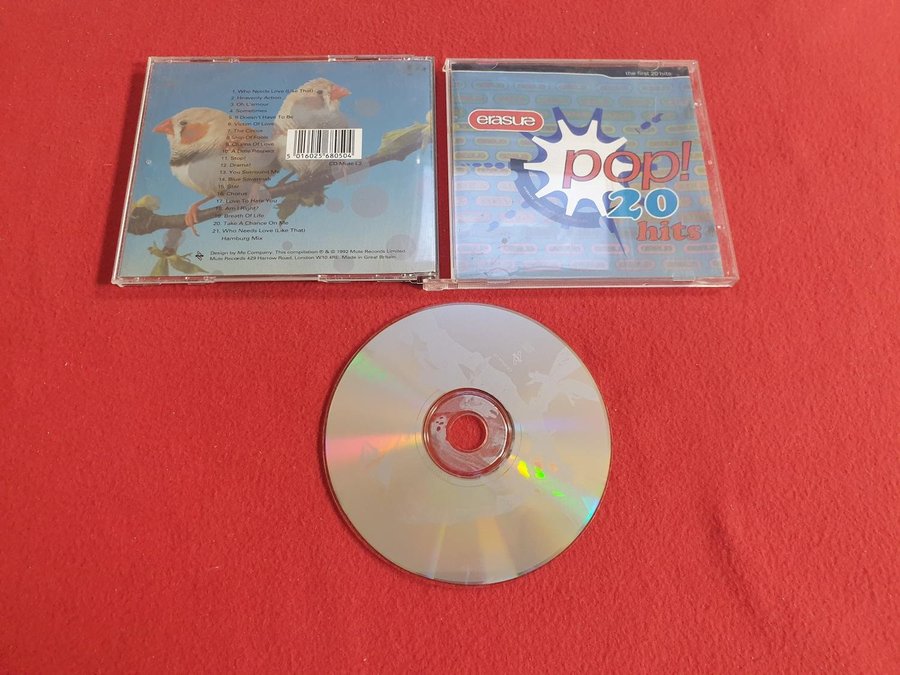 1. Who Needs Love (Like That)
2. Heavenly Action
3. Oh L'amour
4. Sometimes
5. It Doesn't Have To Be
6. Victim Of Love
7. The Circus
8. Ship Of Fools
9. Chains Of Love
10. A Little Respect
11. Stop!
12. Drama!
13. You Surround Me
14. Blue Savannah
15. Star
16. Chorus
17. Love To Hate You
18. Am I Right?
19. Breath Of Life
20. Take A Chance On Me
21. Who Needs Love (Like That)
Hamburg Mix
5 016025 680504
CD Mute L2
Design by Me Company. This compilation ℗ & © 1992 Mute Records Limited.
Mute Records 429 Harrow Road, London W10 4RE. Made in Great Britain.
the first 20 hits
erasure
pop!
20
hits